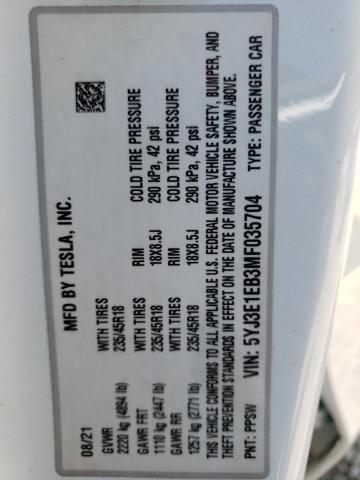 MFD BY TESLA, INC.
08/21
GVWR
2220 kg (4894 lb)
GAWR FRT WITH TIRES RIM COLD TIRE PRESSURE
1110 kg (2447 lb) 235/45R18 18X8.5J 290 kPa, 42 psi
GAWR RR WITH TIRES RIM COLD TIRE PRESSURE
1257 kg (2771 lb) 235/45R18 18X8.5J 290 kPa, 42 psi
THIS VEHICLE CONFORMS TO ALL APPLICABLE U.S. FEDERAL MOTOR VEHICLE SAFETY, BUMPER, AND
THEFT PREVENTION STANDARDS IN EFFECT ON THE DATE OF MANUFACTURE SHOWN ABOVE.
PNT: PPSW VIN: 5YJ3E1EB3MF035704 TYPE: PASSENGER CAR